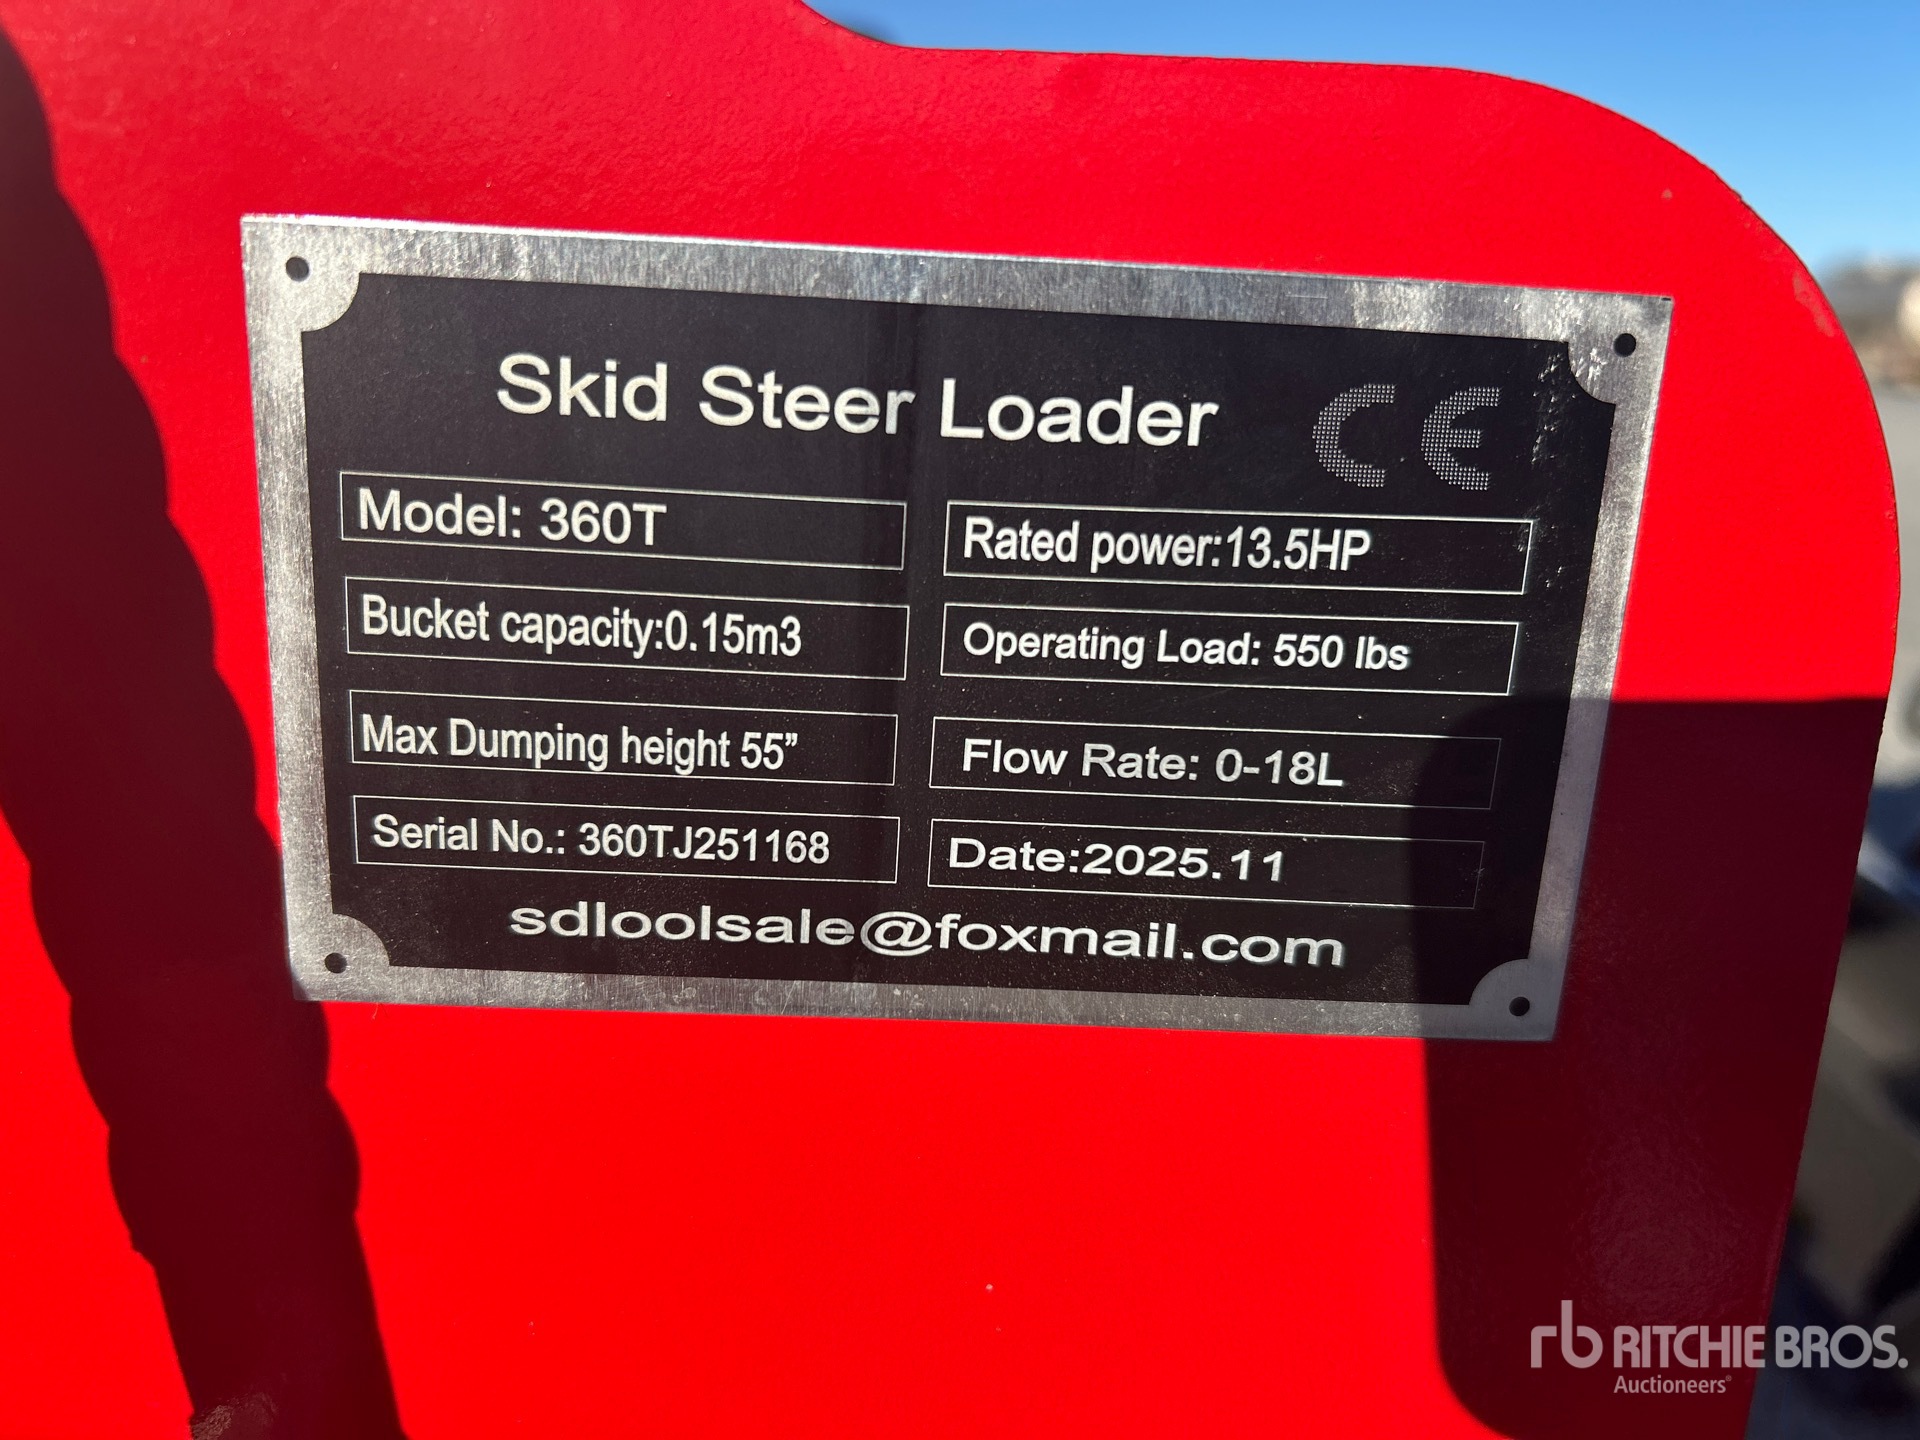 Skid Steer Loader CE
Model: 360T
Rated power:13.5HP
Bucket capacity:0.15m3
Operating Load: 550 lbs
Max Dumping height 55”
Flow Rate: 0-18L
Serial No.: 360TJ251168
Date:2025.11
sdloolsale@foxmail.com
rb RITCHIE BROS.
Auctioneers®